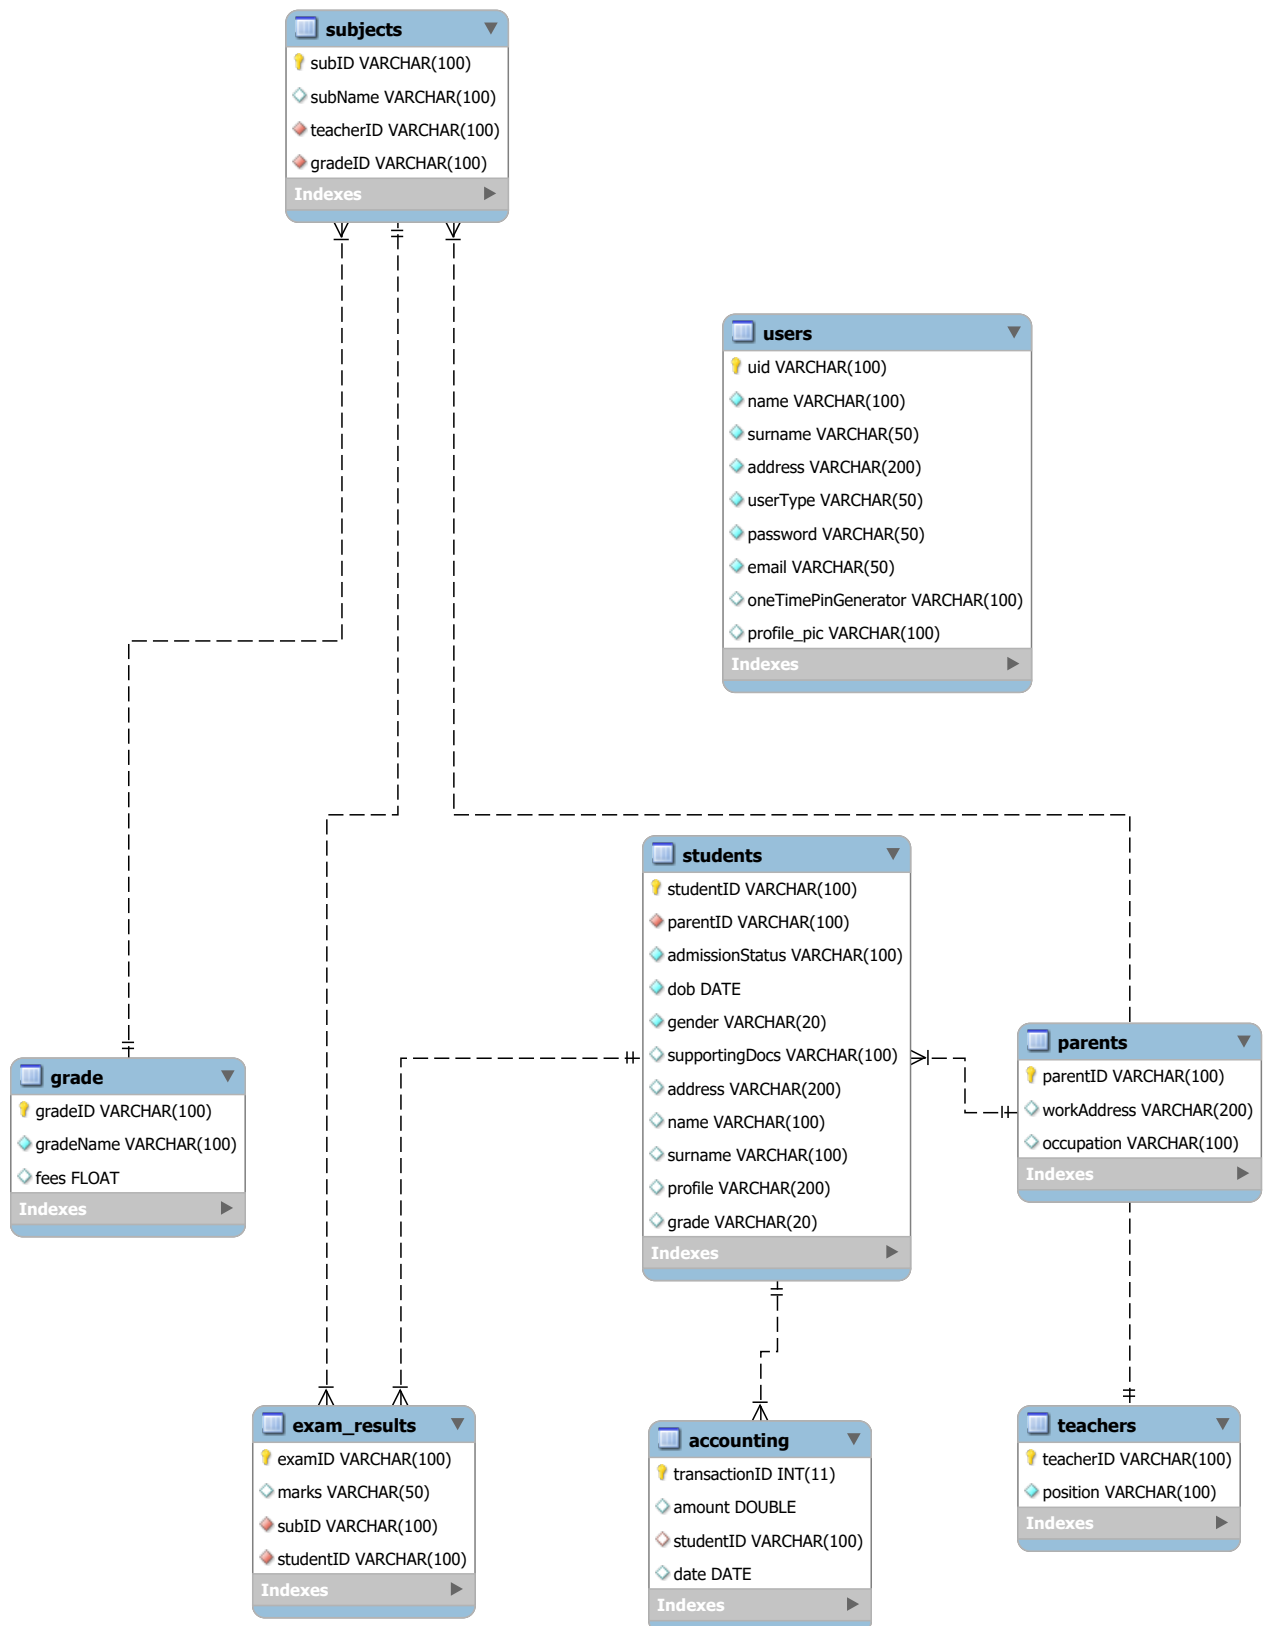 subjects
subID VARCHAR(100)
subName VARCHAR(100)
teacherID VARCHAR(100)
gradeID VARCHAR(100)
Indexes
users
uid VARCHAR(100)
name VARCHAR(100)
surname VARCHAR(50)
address VARCHAR(200)
userType VARCHAR(50)
password VARCHAR(50)
email VARCHAR(50)
oneTimePinGenerator VARCHAR(100)
profile_pic VARCHAR(100)
Indexes
students
studentID VARCHAR(100)
parentID VARCHAR(100)
admissionStatus VARCHAR(100)
dob DATE
gender VARCHAR(20)
supportingDocs VARCHAR(100)
address VARCHAR(200)
name VARCHAR(100)
surname VARCHAR(100)
profile VARCHAR(200)
grade VARCHAR(20)
Indexes
parents
parentID VARCHAR(100)
workAddress VARCHAR(200)
occupation VARCHAR(100)
Indexes
grade
gradeID VARCHAR(100)
gradeName VARCHAR(100)
fees FLOAT
Indexes
exam_results
examID VARCHAR(100)
marks VARCHAR(50)
subID VARCHAR(100)
studentID VARCHAR(100)
Indexes
accounting
transactionID INT(11)
amount DOUBLE
studentID VARCHAR(100)
date DATE
Indexes
teachers
teacherID VARCHAR(100)
position VARCHAR(100)
Indexes